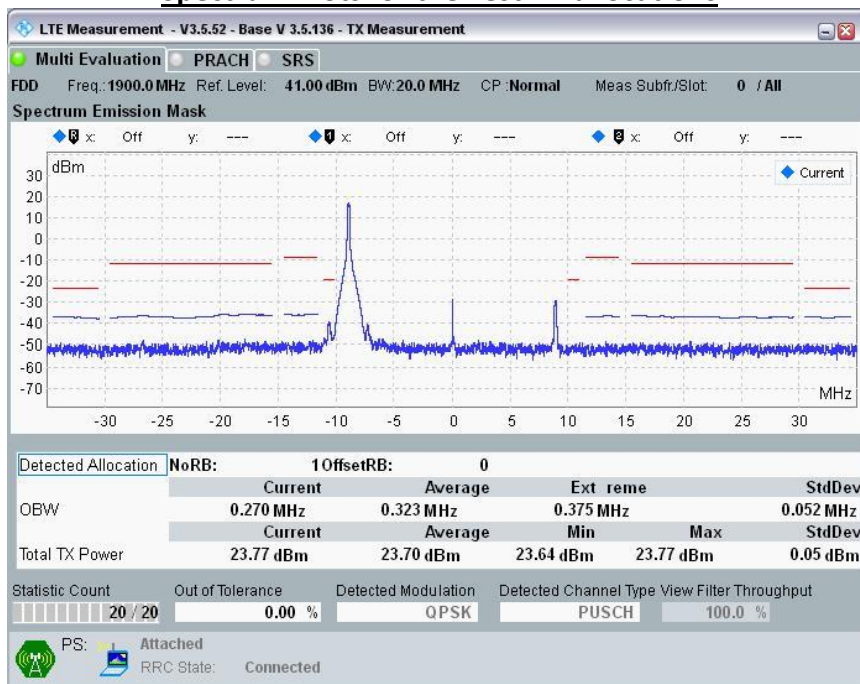 LTE Measurement - V3.5.52 - Base V 3.5.136 - TX Measurement
Multi Evaluation PRACH SRS
FDD Freq.:1900.0 MHz Ref. Level: 41.00 dBm BW:20.0 MHz CP :Normal Meas Subfr./Slot: 0 / All
Spectrum Emission Mask
R x: Off y: --- 1 x: Off y: --- 2 x: Off y: ---
dBm
Current
30
20
10
0
-10
-20
-30
-40
-50
-60
-70
MHz
-30 -25 -20 -15 -10 -5 0 5 10 15 20 25 30
Detected Allocation NoRB: 1 OffsetRB: 0
Current Average Ext reme StdDev
OBW 0.270 MHz 0.323 MHz 0.375 MHz 0.052 MHz
Current Average Min Max StdDev
Total TX Power 23.77 dBm 23.70 dBm 23.64 dBm 23.77 dBm 0.05 dBm
Statistic Count Out of Tolerance Detected Modulation Detected Channel Type View Filter Throughput
20 / 20 0.00 % QPSK PUSCH 100.0 %
PS: Attached
RRC State: Connected